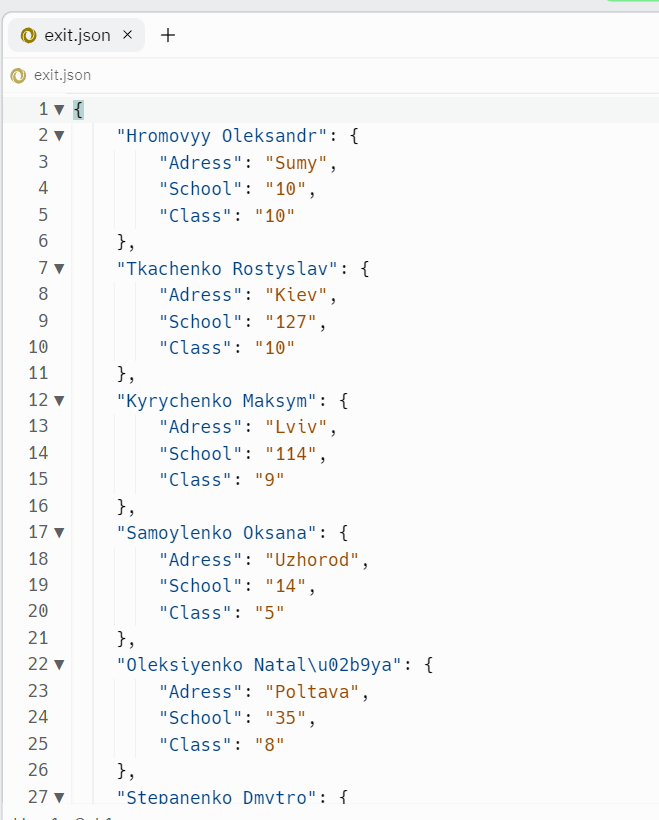 exit.json × +
exit.json
1 {
2 "Hromovyy Oleksandr": {
3 "Adress": "Sumy",
4 "School": "10",
5 "Class": "10"
6 },
7 "Tkachenko Rostyslav": {
8 "Adress": "Kiev",
9 "School": "127",
10 "Class": "10"
11 },
12 "Kyrychenko Maksym": {
13 "Adress": "Lviv",
14 "School": "114",
15 "Class": "9"
16 },
17 "Samoylenko Oksana": {
18 "Adress": "Uzhorod",
19 "School": "14",
20 "Class": "5"
21 },
22 "Oleksiyenko Natal\u02b9ya": {
23 "Adress": "Poltava",
24 "School": "35",
25 "Class": "8"
26 },
27 "Stepanenko Dmytro": {